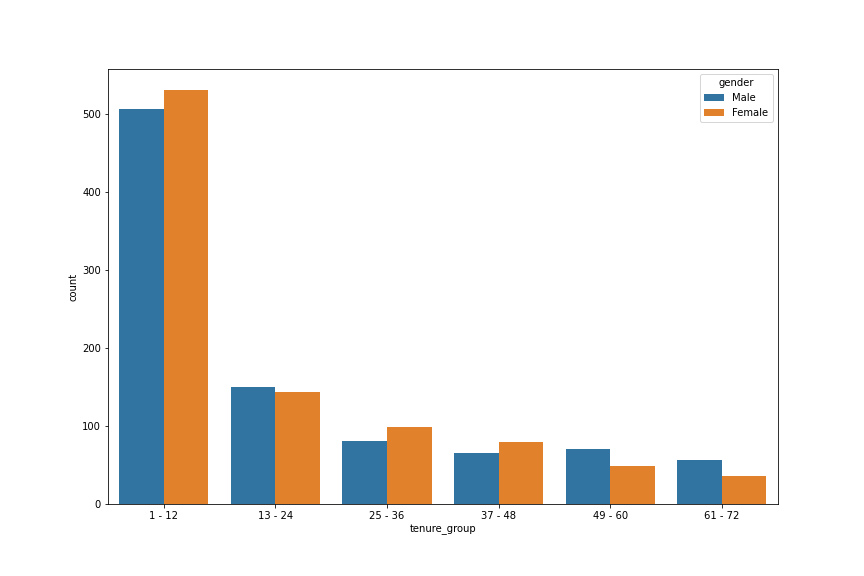 gender
Male
Female
500
400
300
200
100
0
count
1 - 12 13 - 24 25 - 36 37 - 48 49 - 60 61 - 72
tenure_group